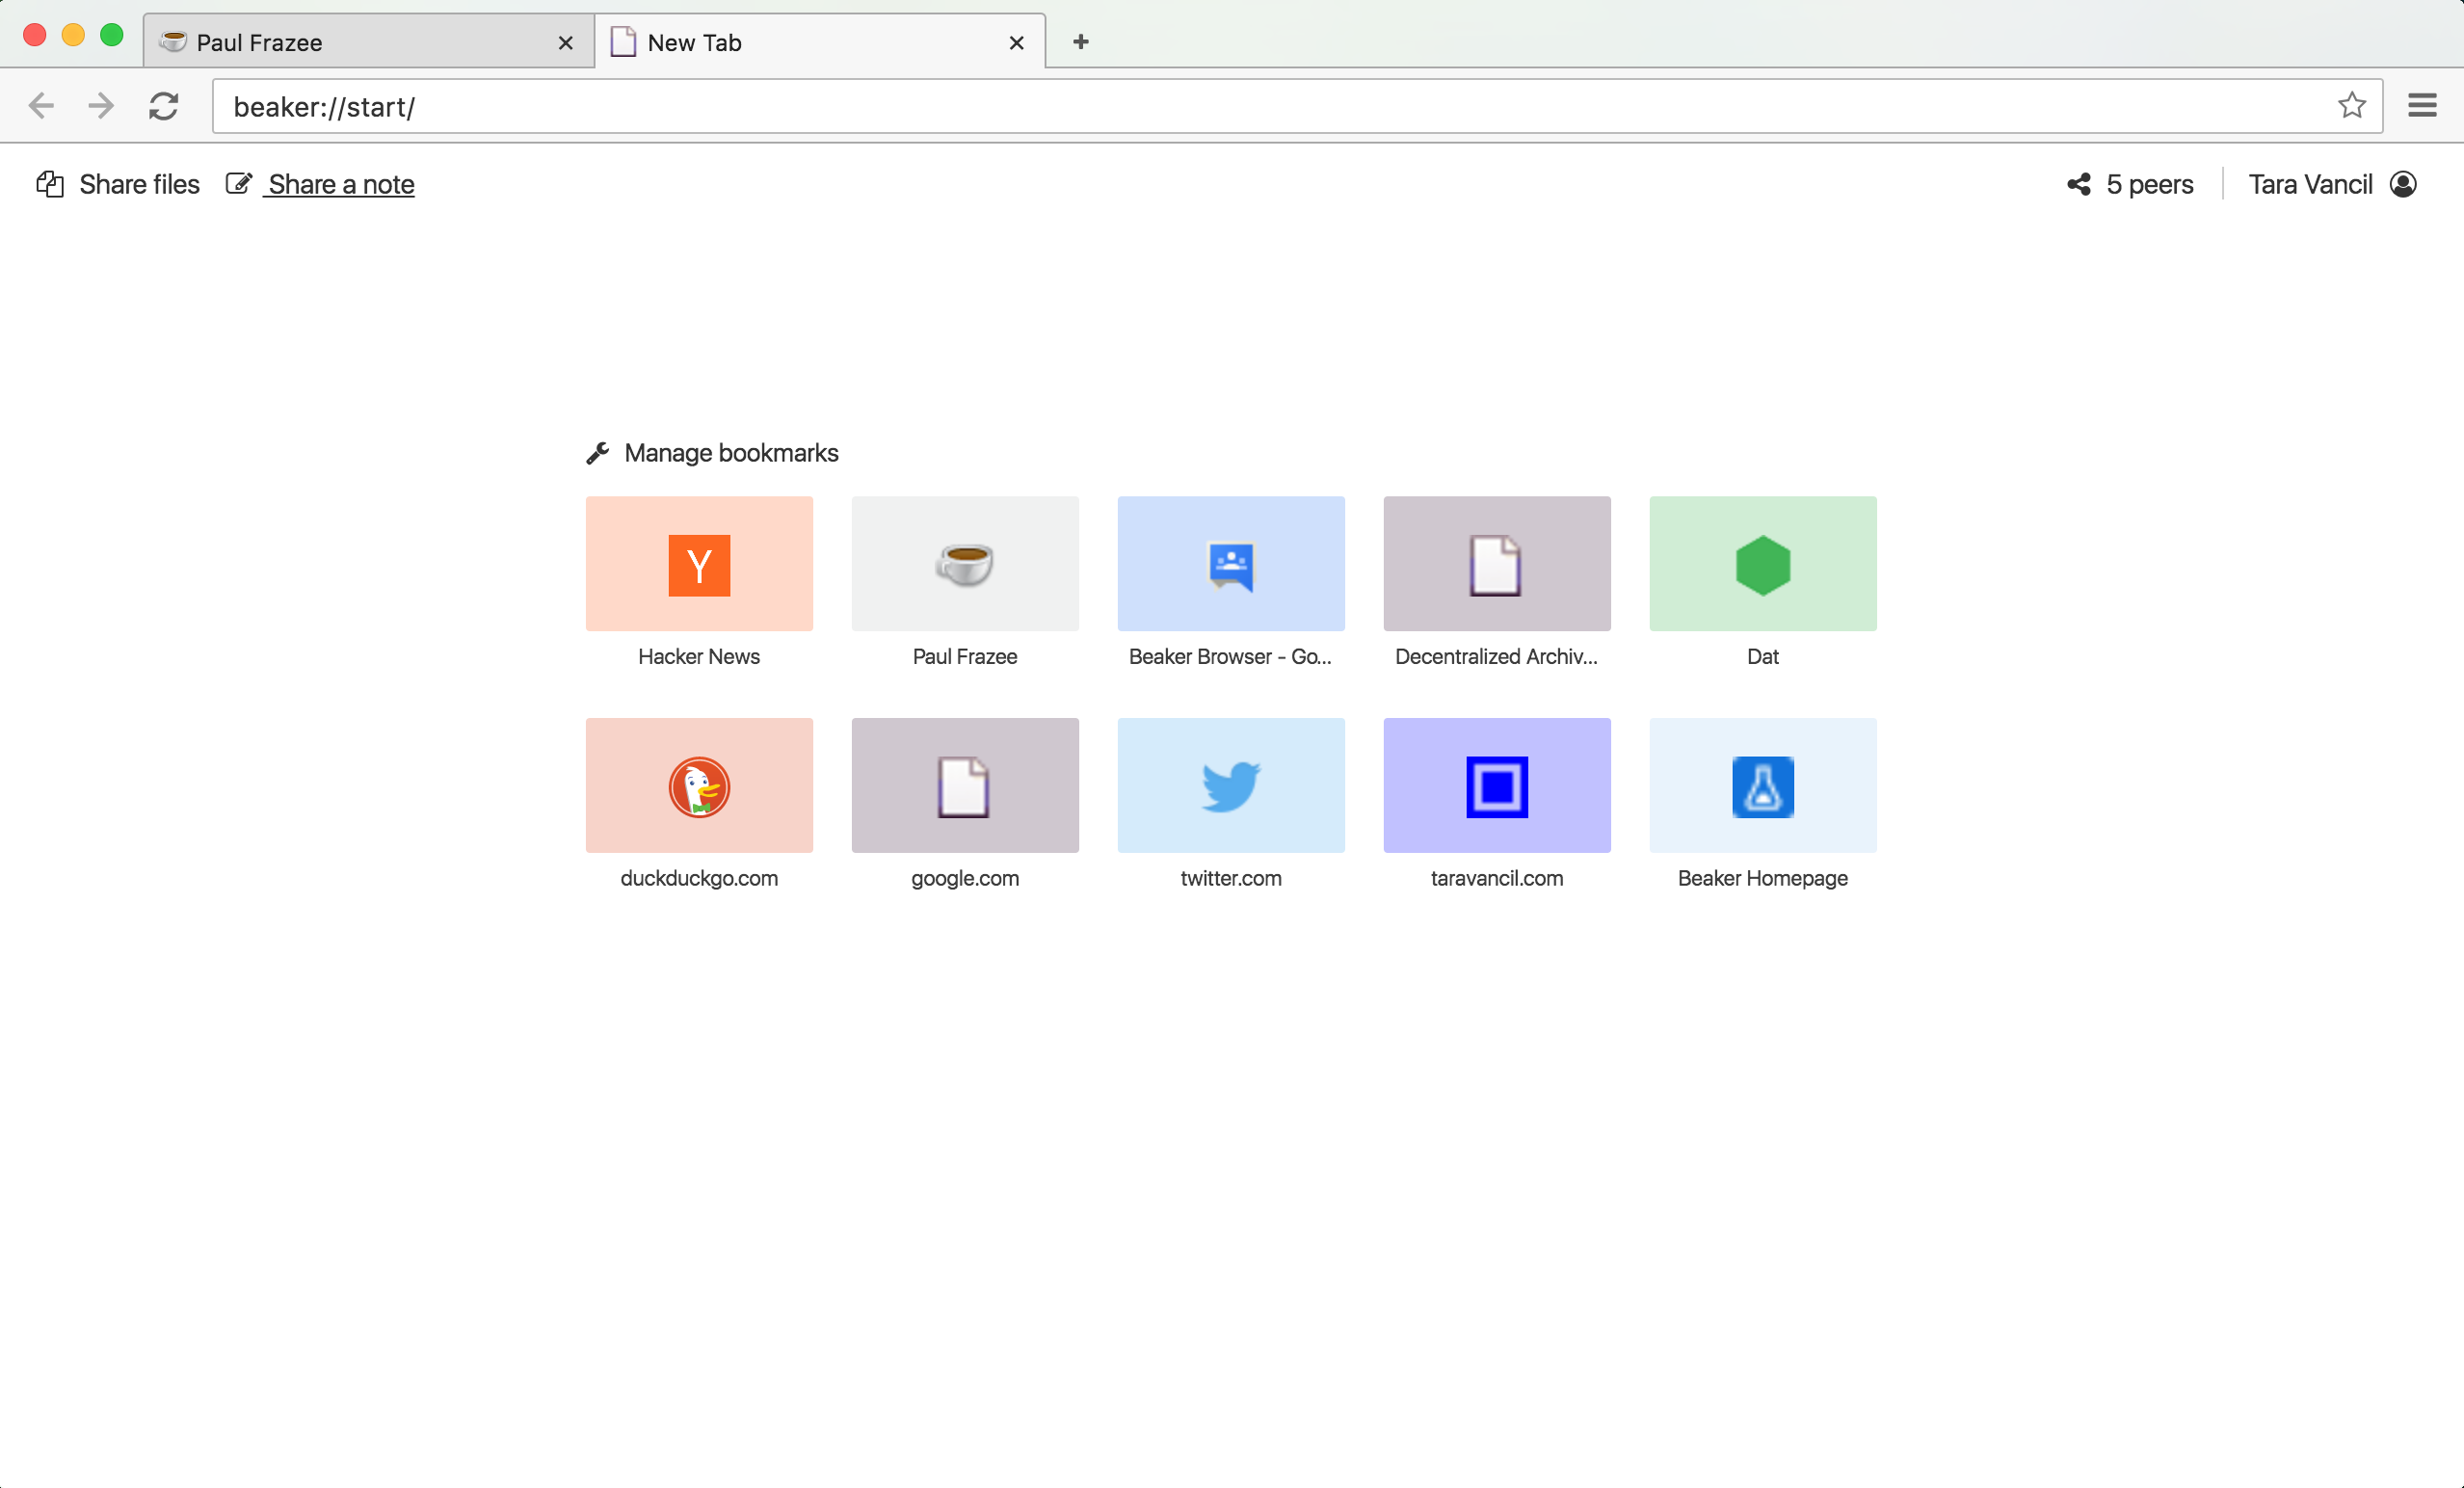 Paul Frazee
New Tab
beaker://start/
Share files Share a note
5 peers Tara Vancil
Manage bookmarks
Y
Hacker News Paul Frazee Beaker Browser - Go... Decentralized Archiv... Dat
duckduckgo.com google.com twitter.com taravancil.com Beaker Homepage